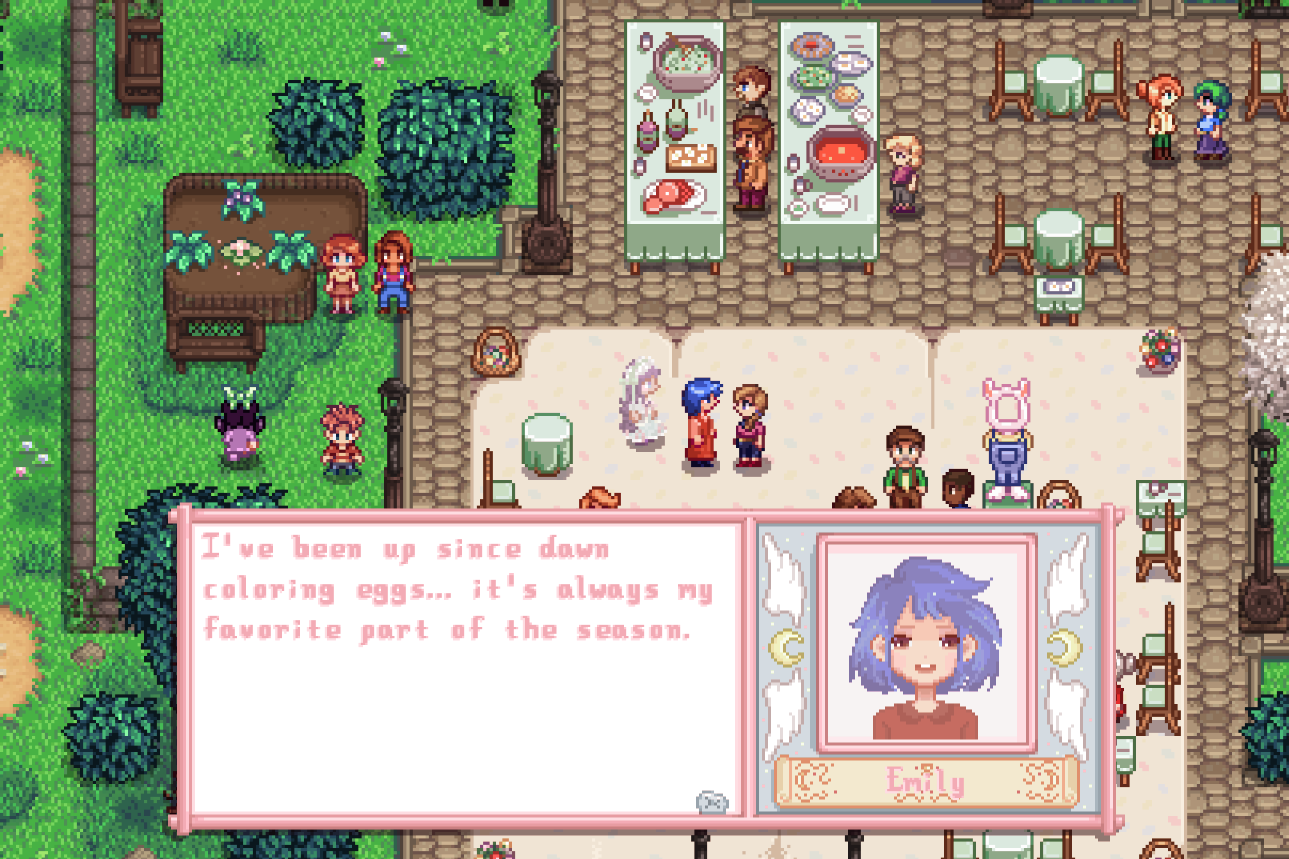 I've been up since dawn
coloring eggs... it's always my
favorite part of the season.
Emily